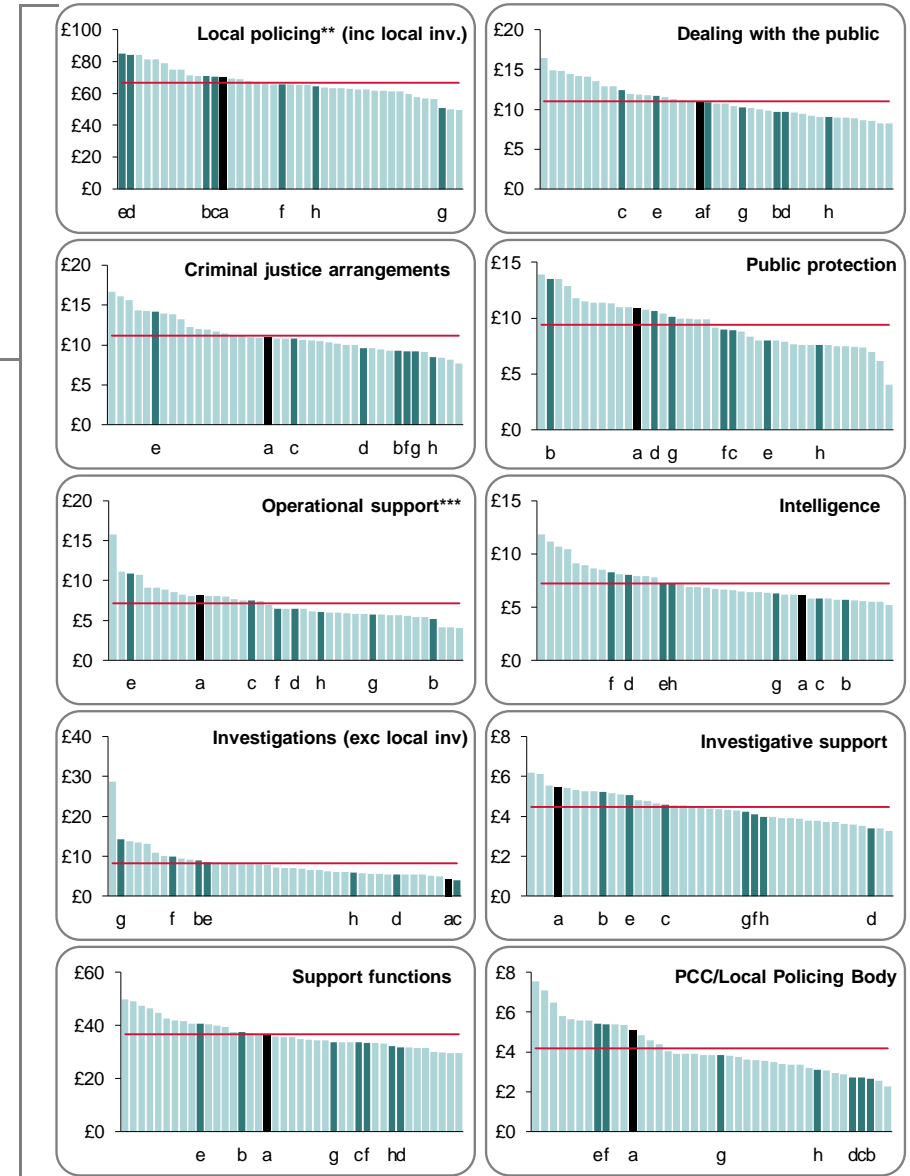 Local policing** (inc local inv.)
£100
£80
£60
£40
£20
£0
ed bca f h g
Dealing with the public
£20
£15
£10
£5
£0
c e af g bd h
Criminal justice arrangements
£20
£15
£10
£5
£0
e a c d bfg h
Public protection
£15
£10
£5
£0
b a d g fc e h
Operational support***
£20
£15
£10
£5
£0
e a c f d h g b
Intelligence
£15
£10
£5
£0
f d eh g a c b
Investigations (exc local inv)
£40
£30
£20
£10
£0
g f be h d ac
Investigative support
£8
£6
£4
£2
£0
a b e c gfh d
Support functions
£60
£40
£20
£0
e b a g cf hd
PCC/Local Policing Body
£8
£6
£4
£2
£0
ef a g h dcb